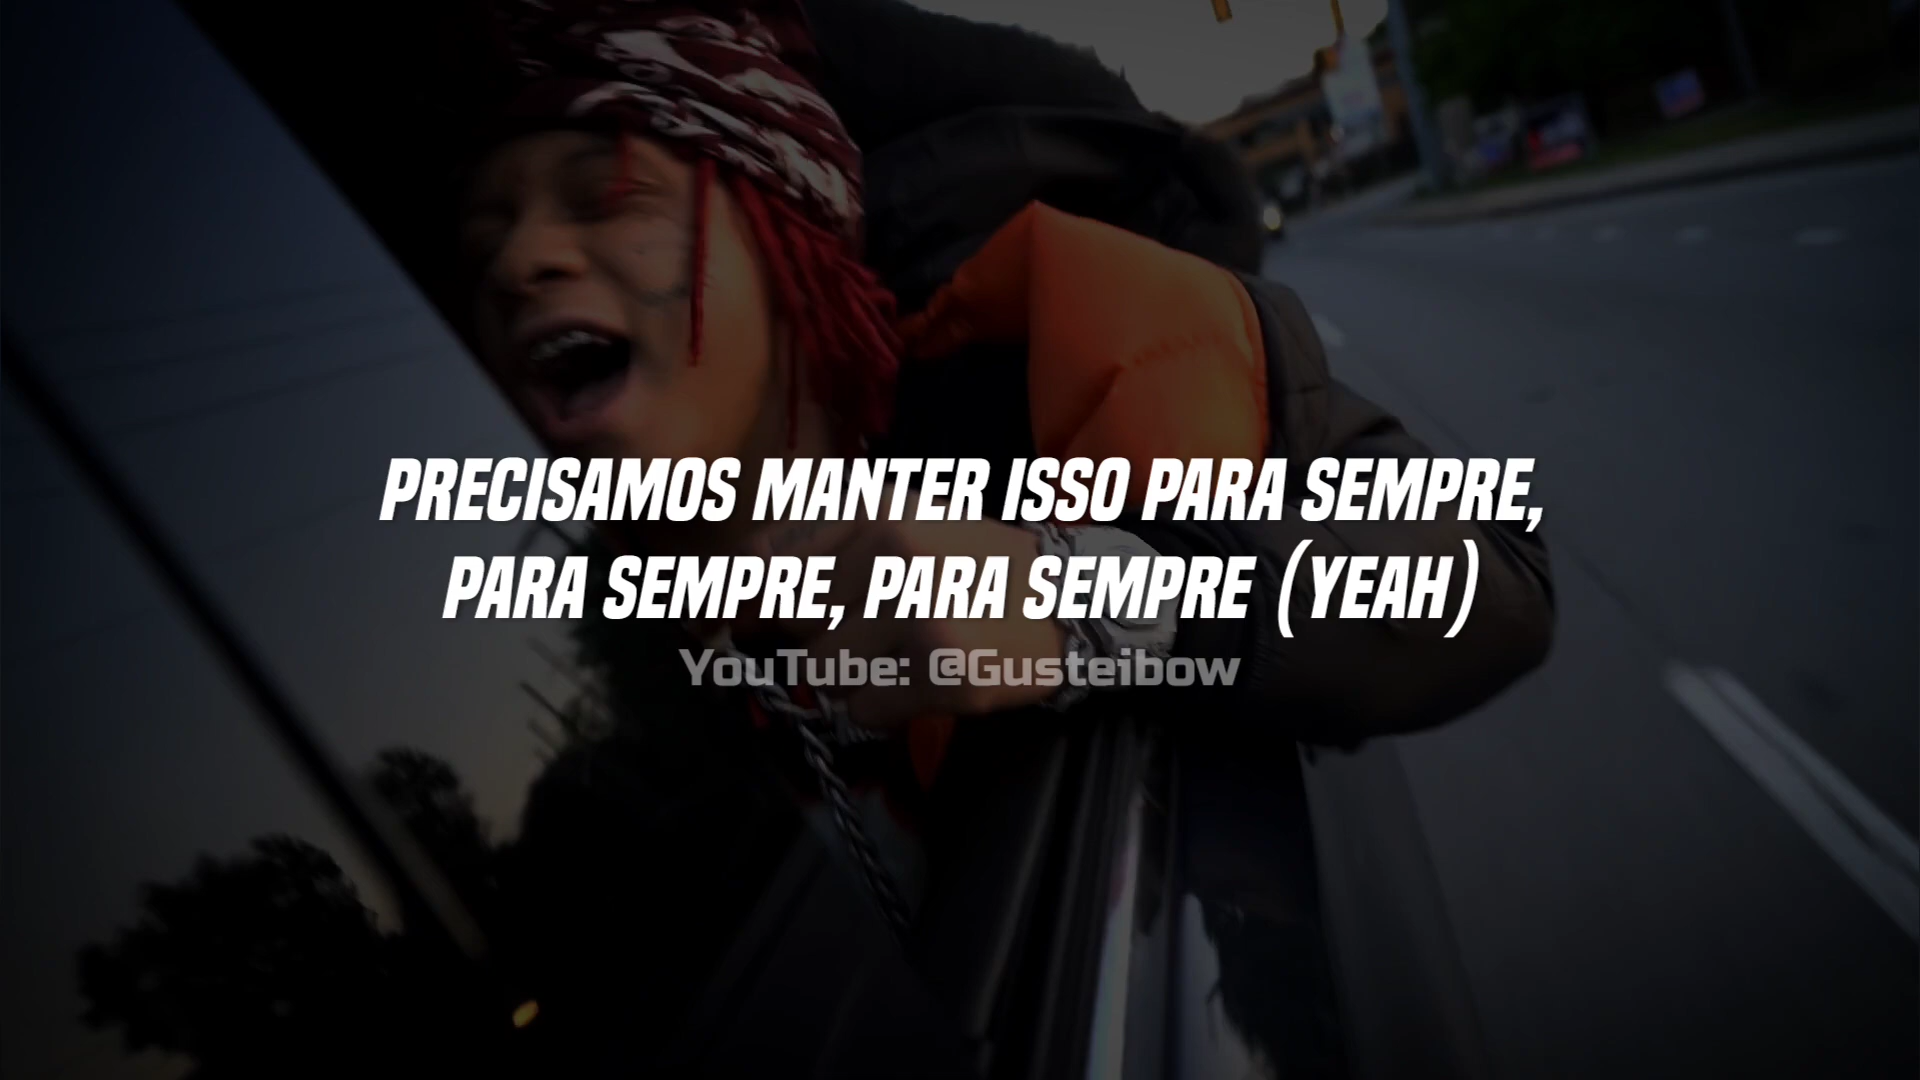 PRECISAMOS MANTER ISSO PARA SEMPRE,
PARA SEMPRE, PARA SEMPRE (YEAH)
YouTube: @Gusteibow